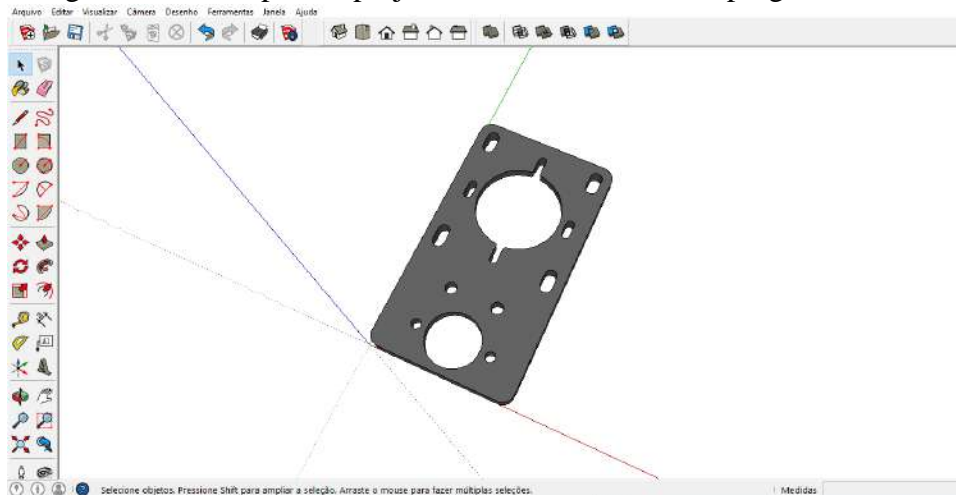 Arquivo Editar Visualizar Câmera Desenho Ferramentas Janela Ajuda
Selecione objetos. Pressione Shift para ampliar a seleção. Arraste o mouse para fazer múltiplas seleções.
Medidas